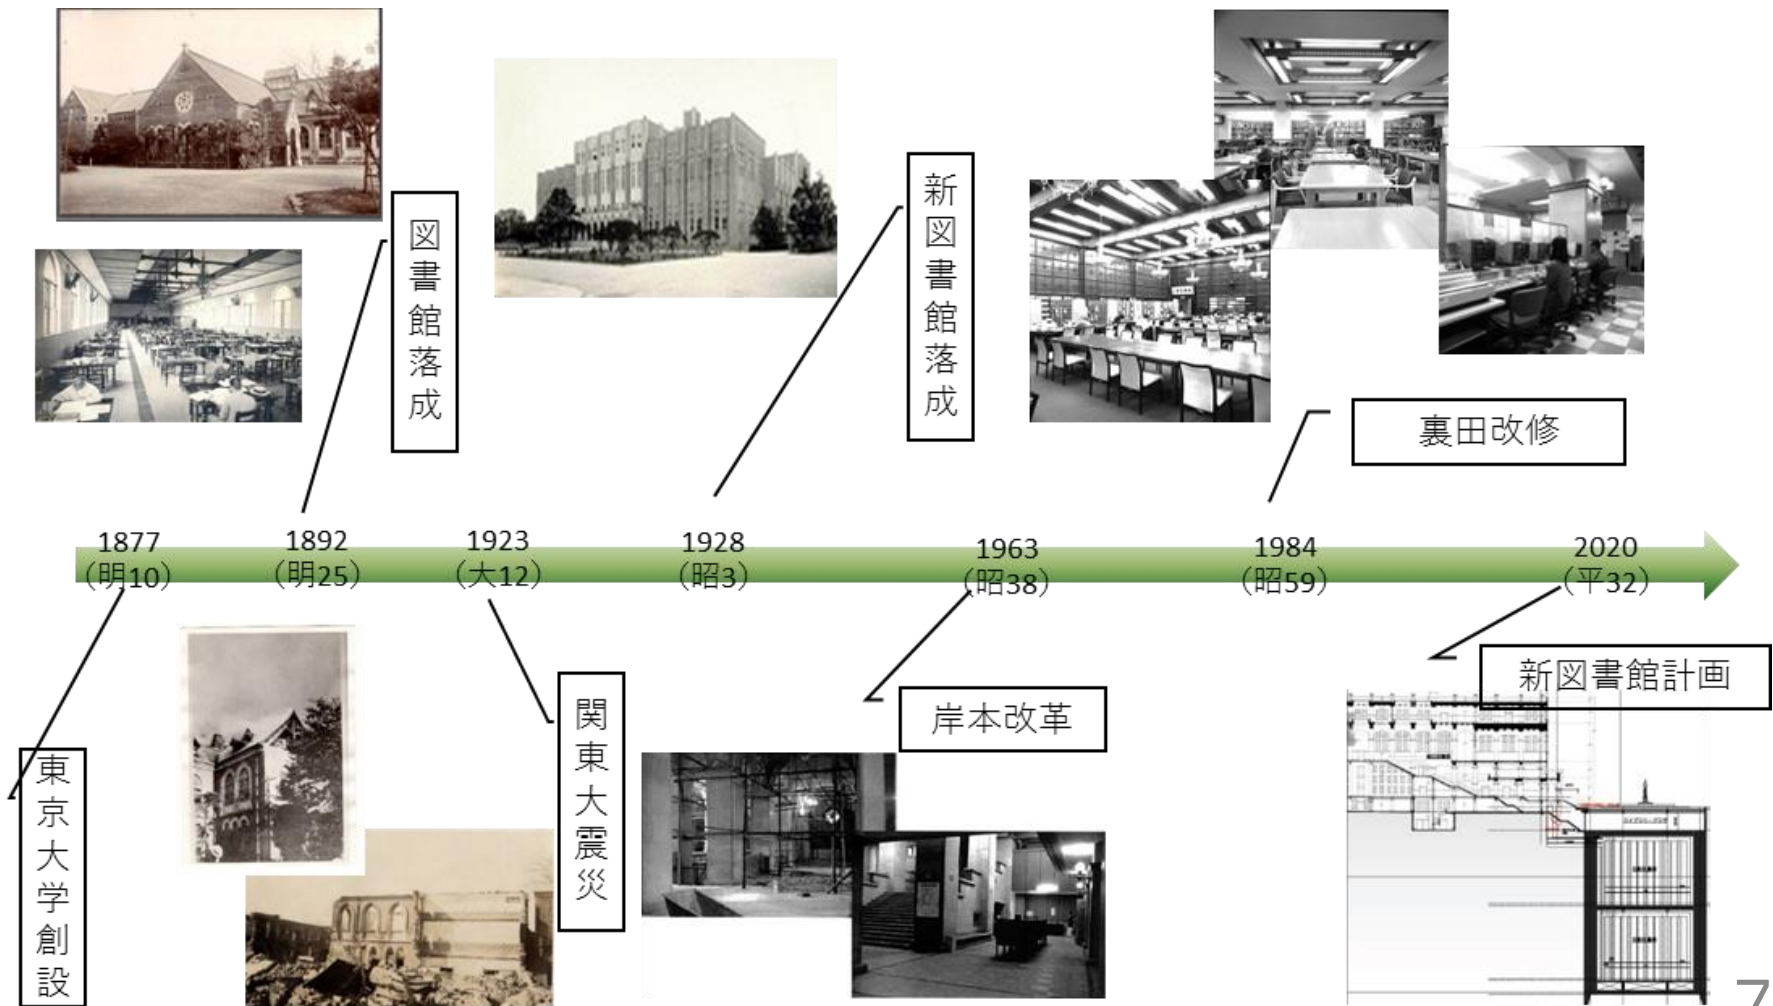 図書館落成
新図書館落成
裏田改修
1877
（明10）
1892
（明25）
1923
（大12）
1928
（昭3）
1963
（昭38）
1984
（昭59）
2020
（平32）
東京大学創設
関東大震災
岸本改革
新図書館計画
7